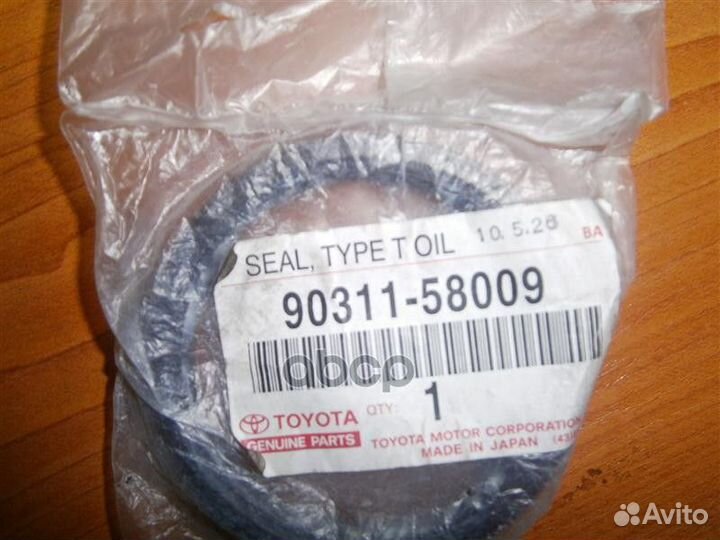 SEAL, TYPE T OIL 10.5.26 BA
90311-58009
abcp
TOYOTA QTY: 1
GENUINE PARTS TOYOTA MOTOR CORPORATION
MADE IN JAPAN
Avito